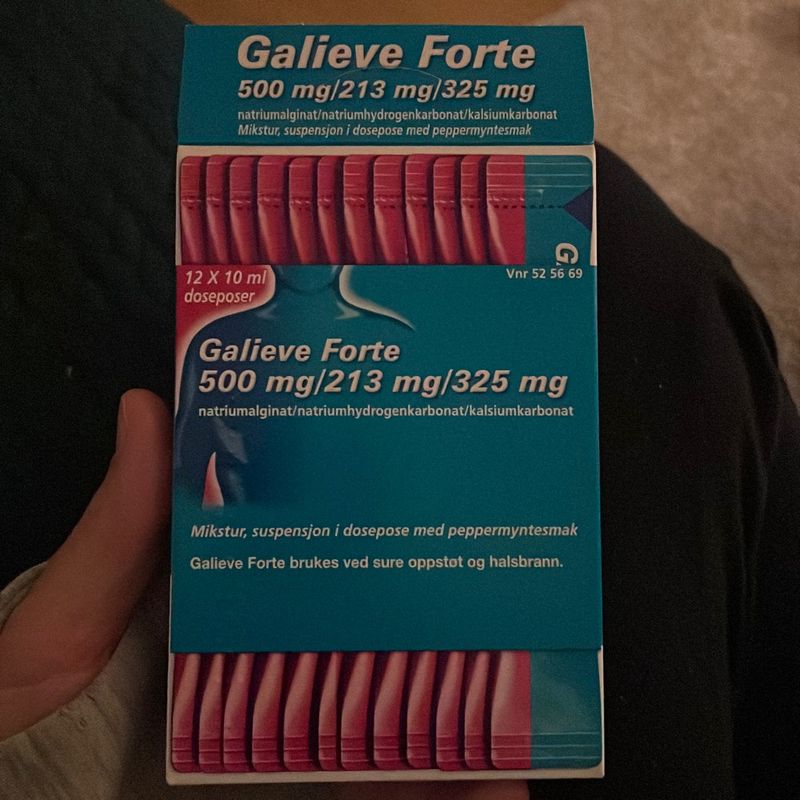 Galieve Forte
500 mg/213 mg/325 mg
natriumalginat/natriumhydrogenkarbonat/kalsiumkarbonat
Mikstur, suspensjon i dosepose med peppermyntesmak
G
12 X 10 ml
doseposer
Vnr 52 56 69
Galieve Forte
500 mg/213 mg/325 mg
natriumalginat/natriumhydrogenkarbonat/kalsiumkarbonat
Mikstur, suspensjon i dosepose med peppermyntesmak
Galieve Forte brukes ved sure oppstøt og halsbrann.